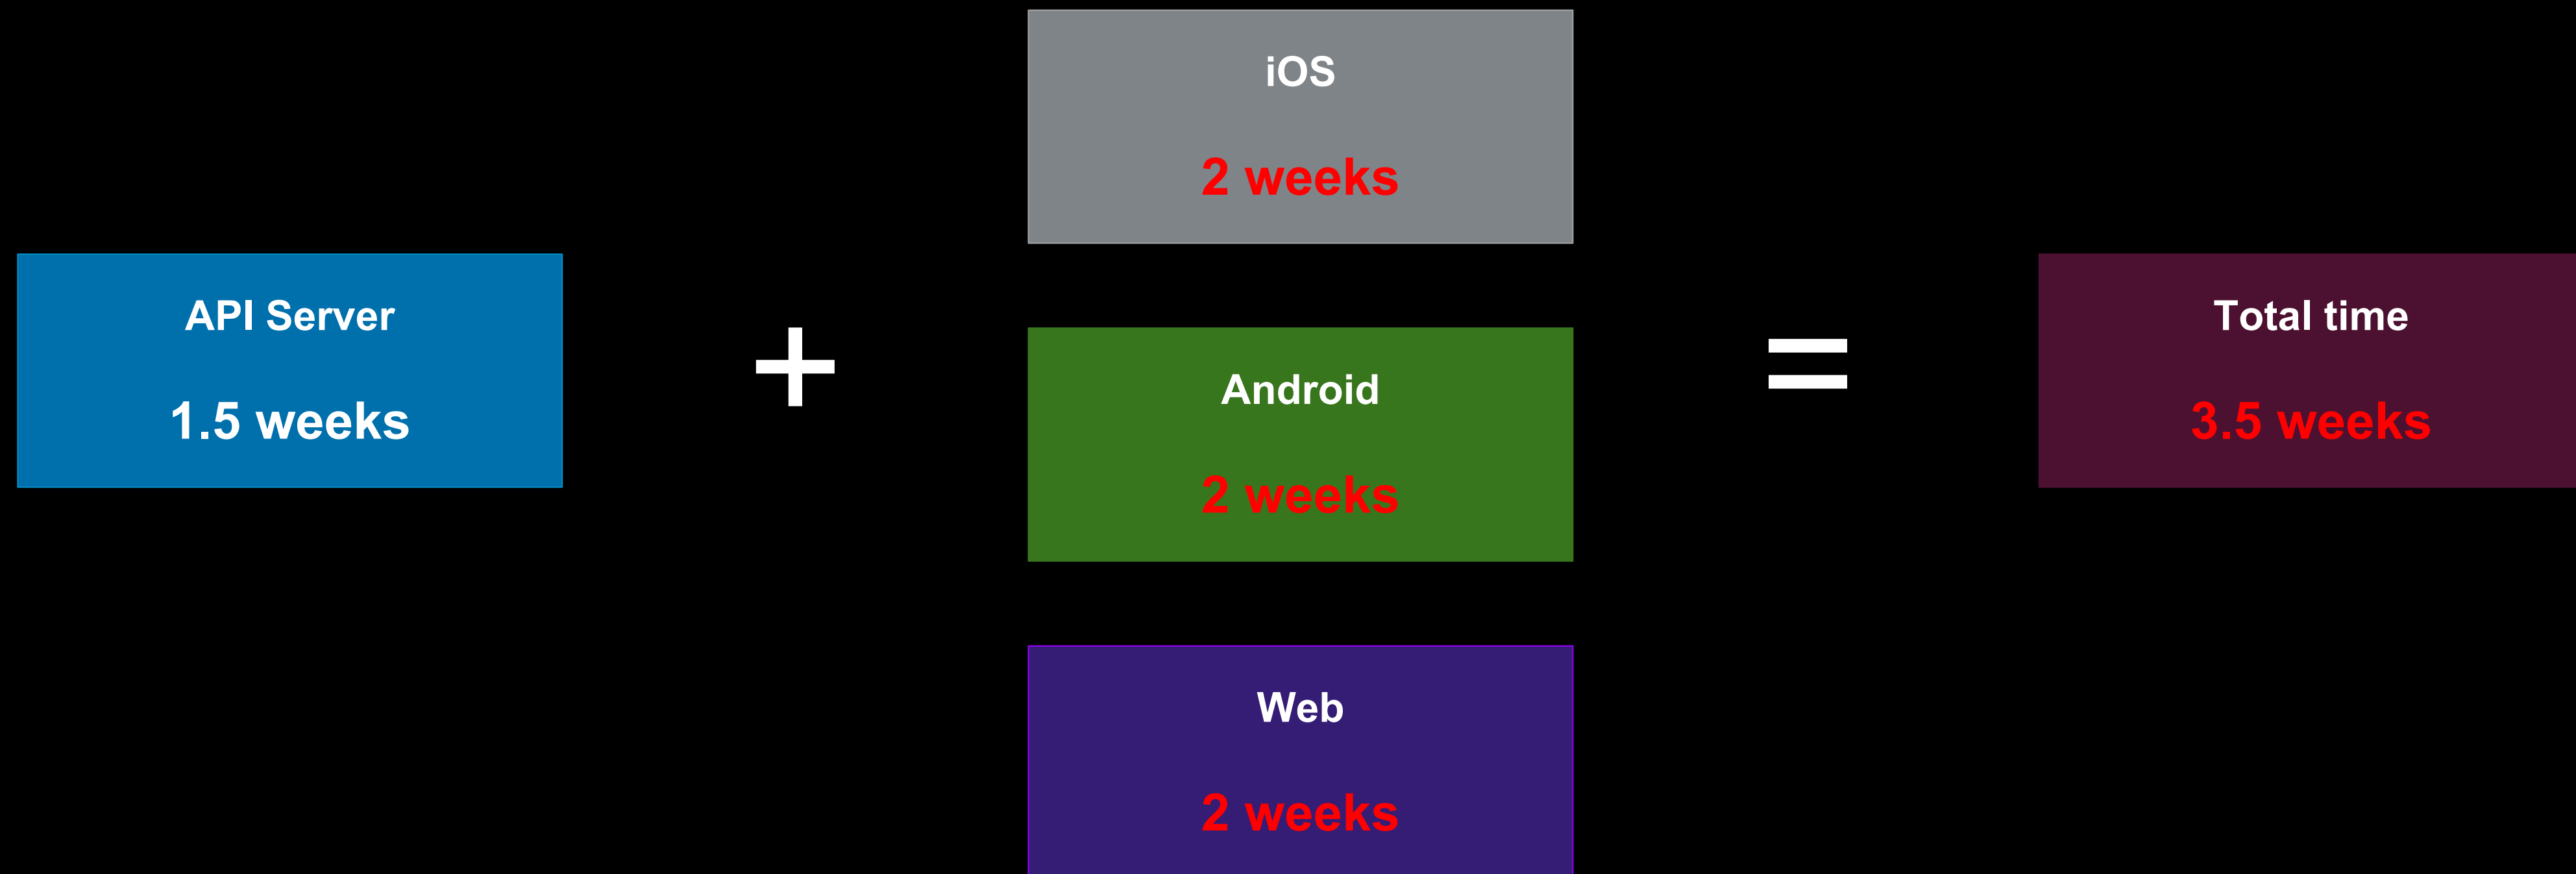 API Server
1.5 weeks
+
iOS
2 weeks
Android
2 weeks
Web
2 weeks
=
Total time
3.5 weeks